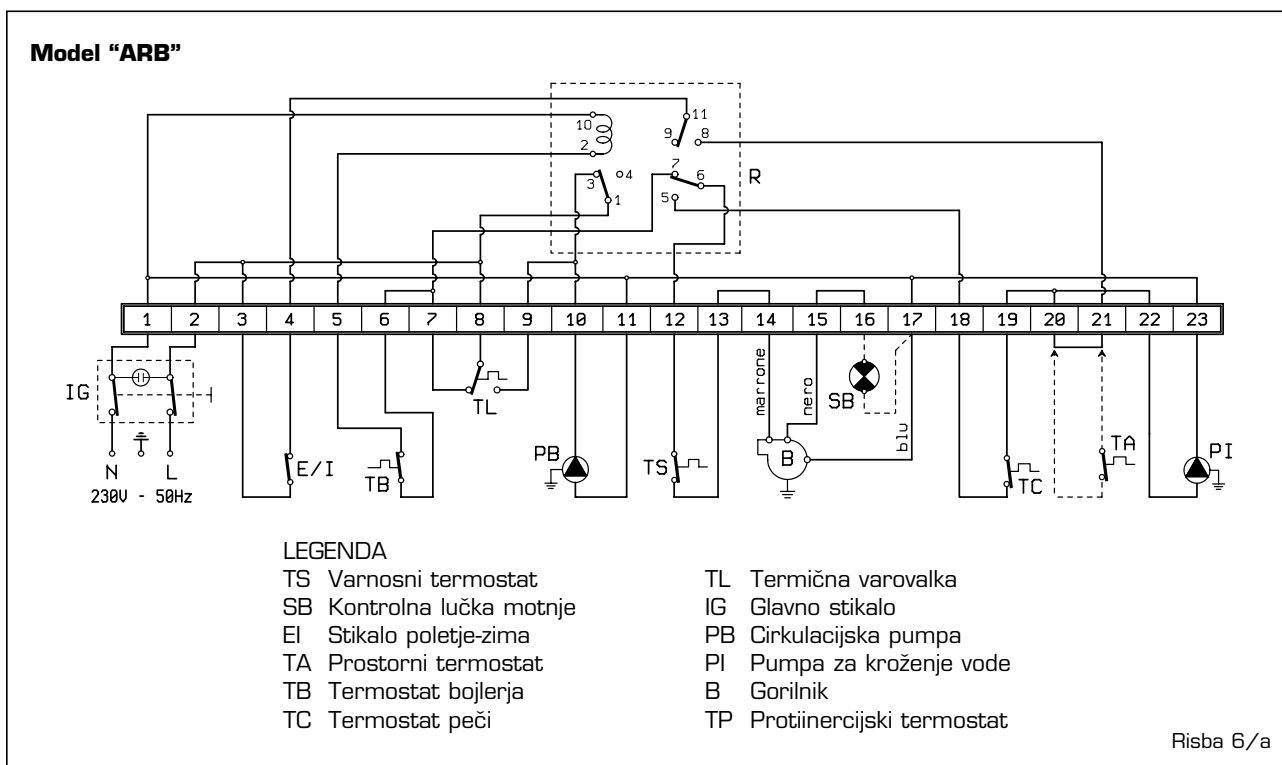 Model “ARB”
10
2
11
9 8
R
3 4
1
7
6
5
1 2 3 4 5 6 7 8 9 10 11 12 13 14 15 16 17 18 19 20 21 22 23
IG
N L
230V - 50Hz
E/I
TB
TL
PB
TS
marrone
nero
B
SB
blu
TC
TA
PI
LEGENDA
TS Varnosni termostat
SB Kontrolna lučka motnje
EI Stikalo poletje-zima
TA Prostorni termostat
TB Termostat bojlerja
TC Termostat peči
TL Termična varovalka
IG Glavno stikalo
PB Cirkulacijska pumpa
PI Pumpa za kroženje vode
B Gorilnik
TP Protiinercijski termostat
Risba 6/a